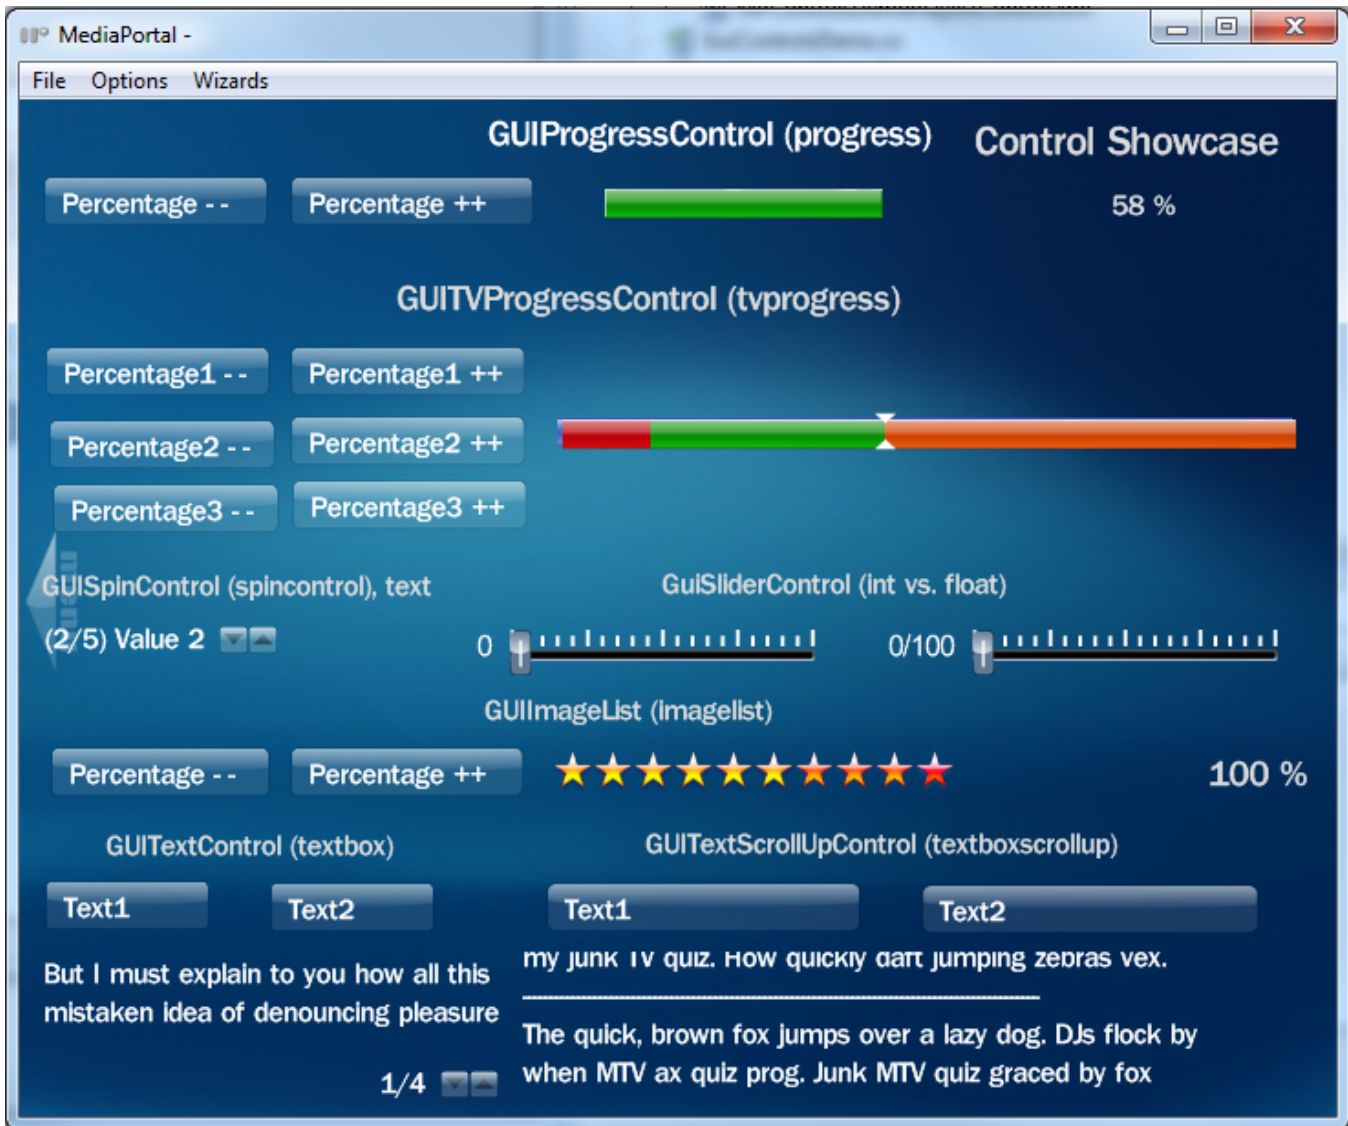 MediaPortal -
File Options Wizards
GUIProgressControl (progress)
Control Showcase
Percentage - -
Percentage ++
58 %
GUITVProgressControl (tvprogress)
Percentage1 - -
Percentage1 ++
Percentage2 - -
Percentage2 ++
Percentage3 - -
Percentage3 ++
GUISpinControl (spincontrol), text
GuiSliderControl (int vs. float)
(2/5) Value 2
0
0/100
GUIImageList (imagelist)
Percentage - -
Percentage ++
100 %
GUITextControl (textbox)
GUITextScrollUpControl (textboxscrollup)
Text1
Text2
Text1
Text2
But I must explain to you how all this
mistaken idea of denouncing pleasure
1/4
my junk TV quiz. How quickly daft jumping zebras vex.
The quick, brown fox jumps over a lazy dog. DJs flock by
when MTV ax quiz prog. Junk MTV quiz graced by fox